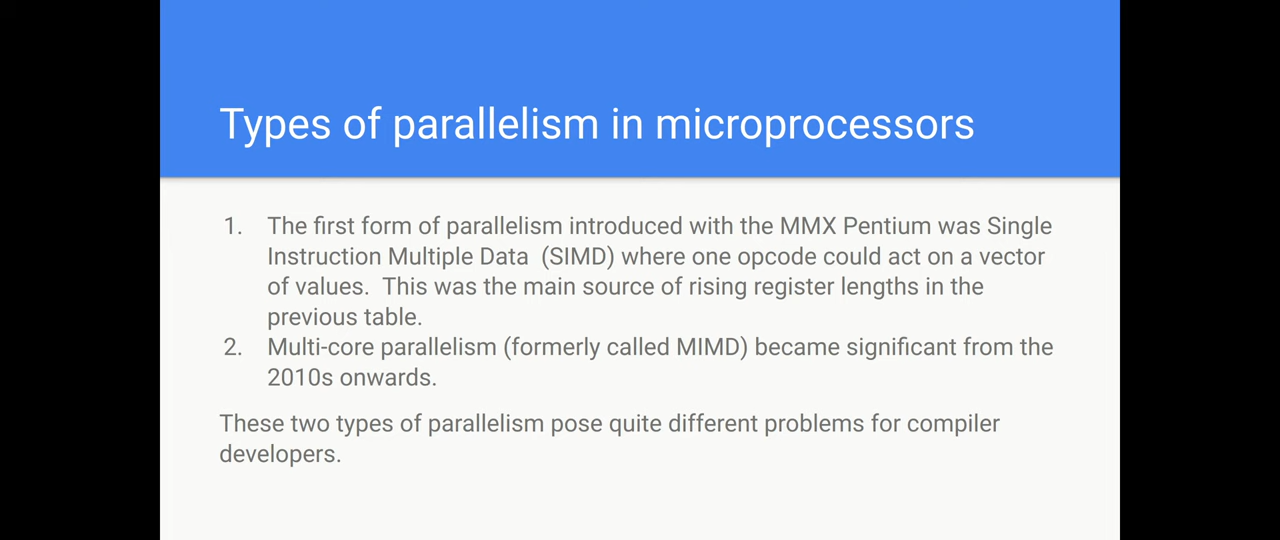 Types of parallelism in microprocessors
1. The first form of parallelism introduced with the MMX Pentium was Single
Instruction Multiple Data  (SIMD) where one opcode could act on a vector
of values.  This was the main source of rising register lengths in the
previous table.
2. Multi-core parallelism (formerly called MIMD) became significant from the
2010s onwards.
These two types of parallelism pose quite different problems for compiler
developers.